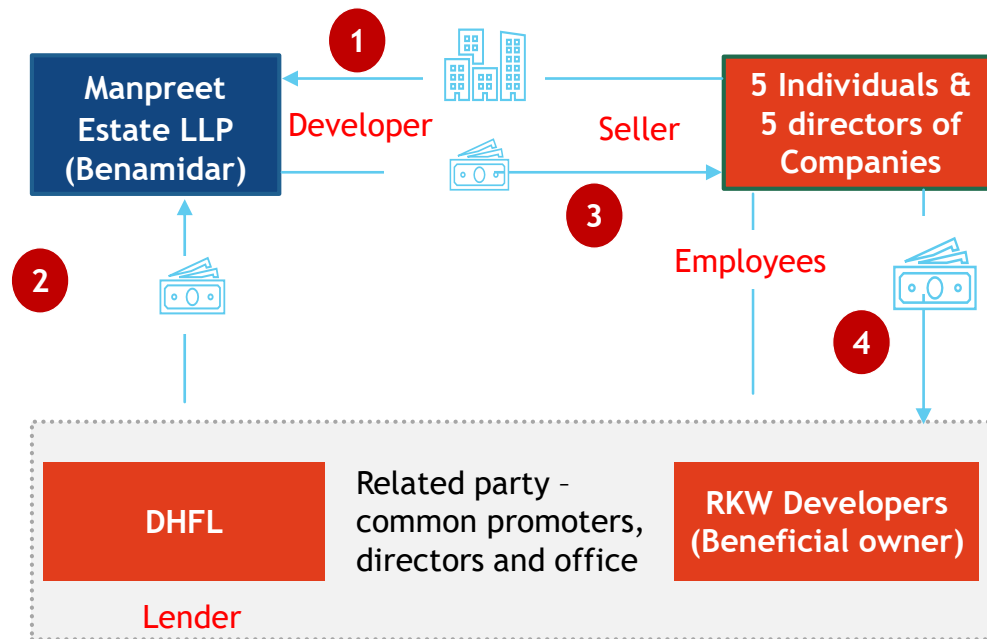 1
Manpreet
Estate LLP
(Benamidar)
Developer
Seller
5 Individuals &
5 directors of
Companies
3
2
Employees
4
DHFL
Related party –
common promoters,
directors and office
RKW Developers
(Beneficial owner)
Lender